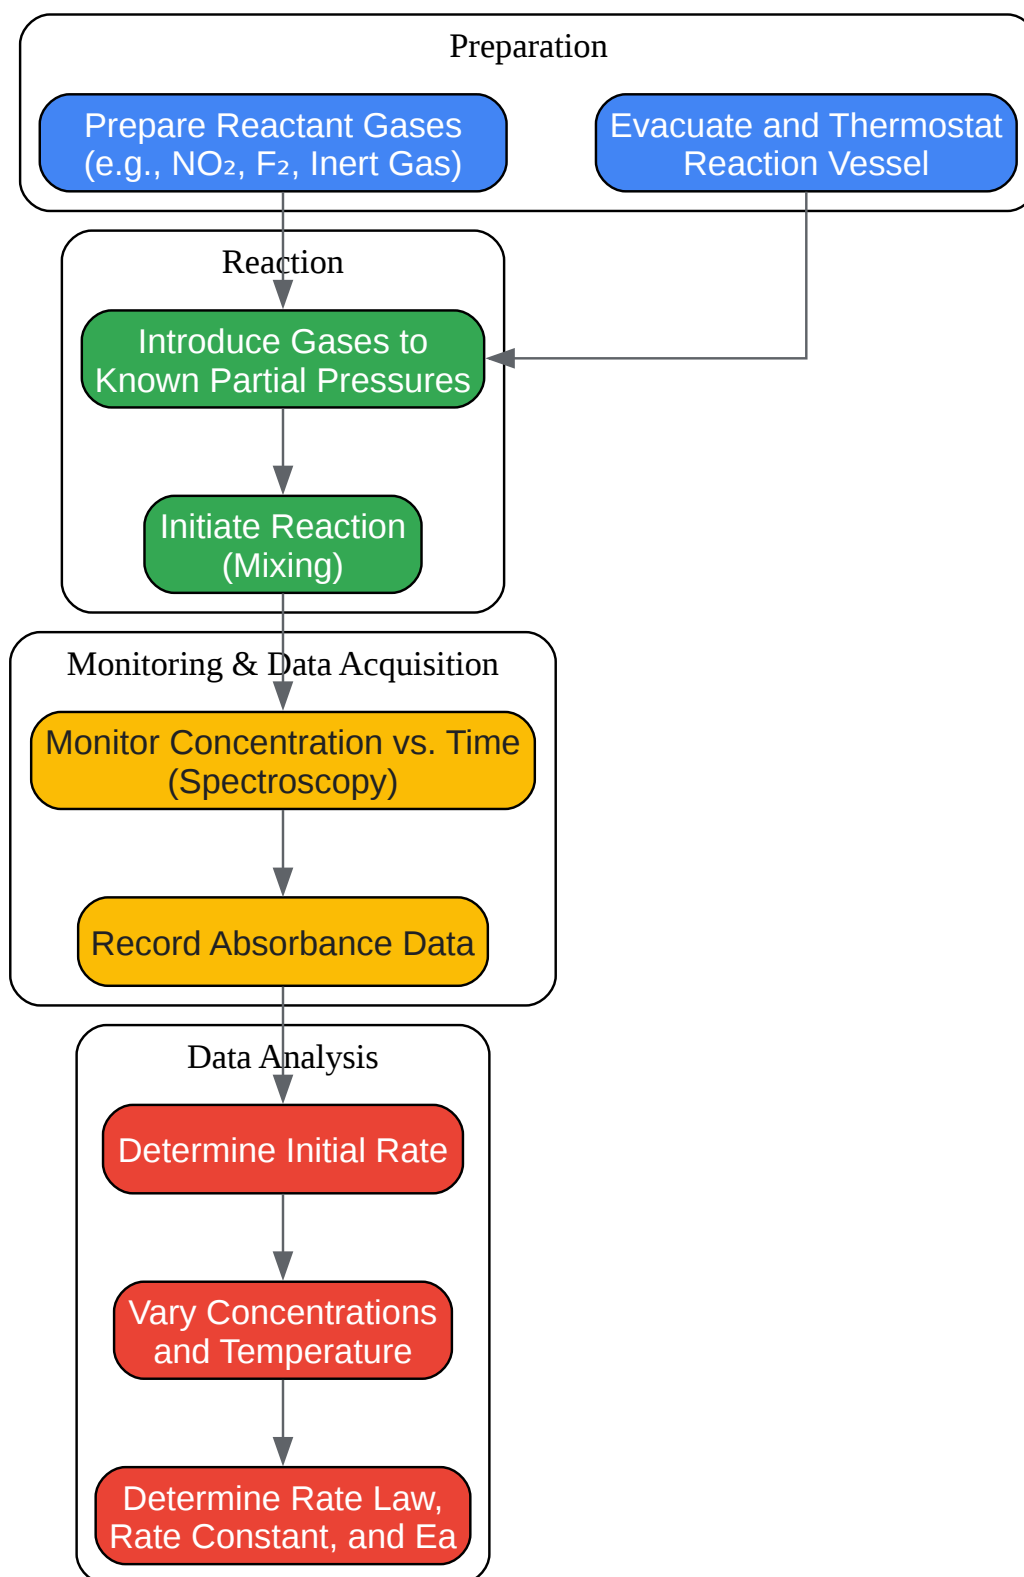 Preparation
Prepare Reactant Gases
(e.g., NO₂, F₂, Inert Gas)
Evacuate and Thermostat
Reaction Vessel
Reaction
Introduce Gases to
Known Partial Pressures
Initiate Reaction
(Mixing)
Monitoring & Data Acquisition
Monitor Concentration vs. Time
(Spectroscopy)
Record Absorbance Data
Data Analysis
Determine Initial Rate
Vary Concentrations
and Temperature
Determine Rate Law,
Rate Constant, and Ea